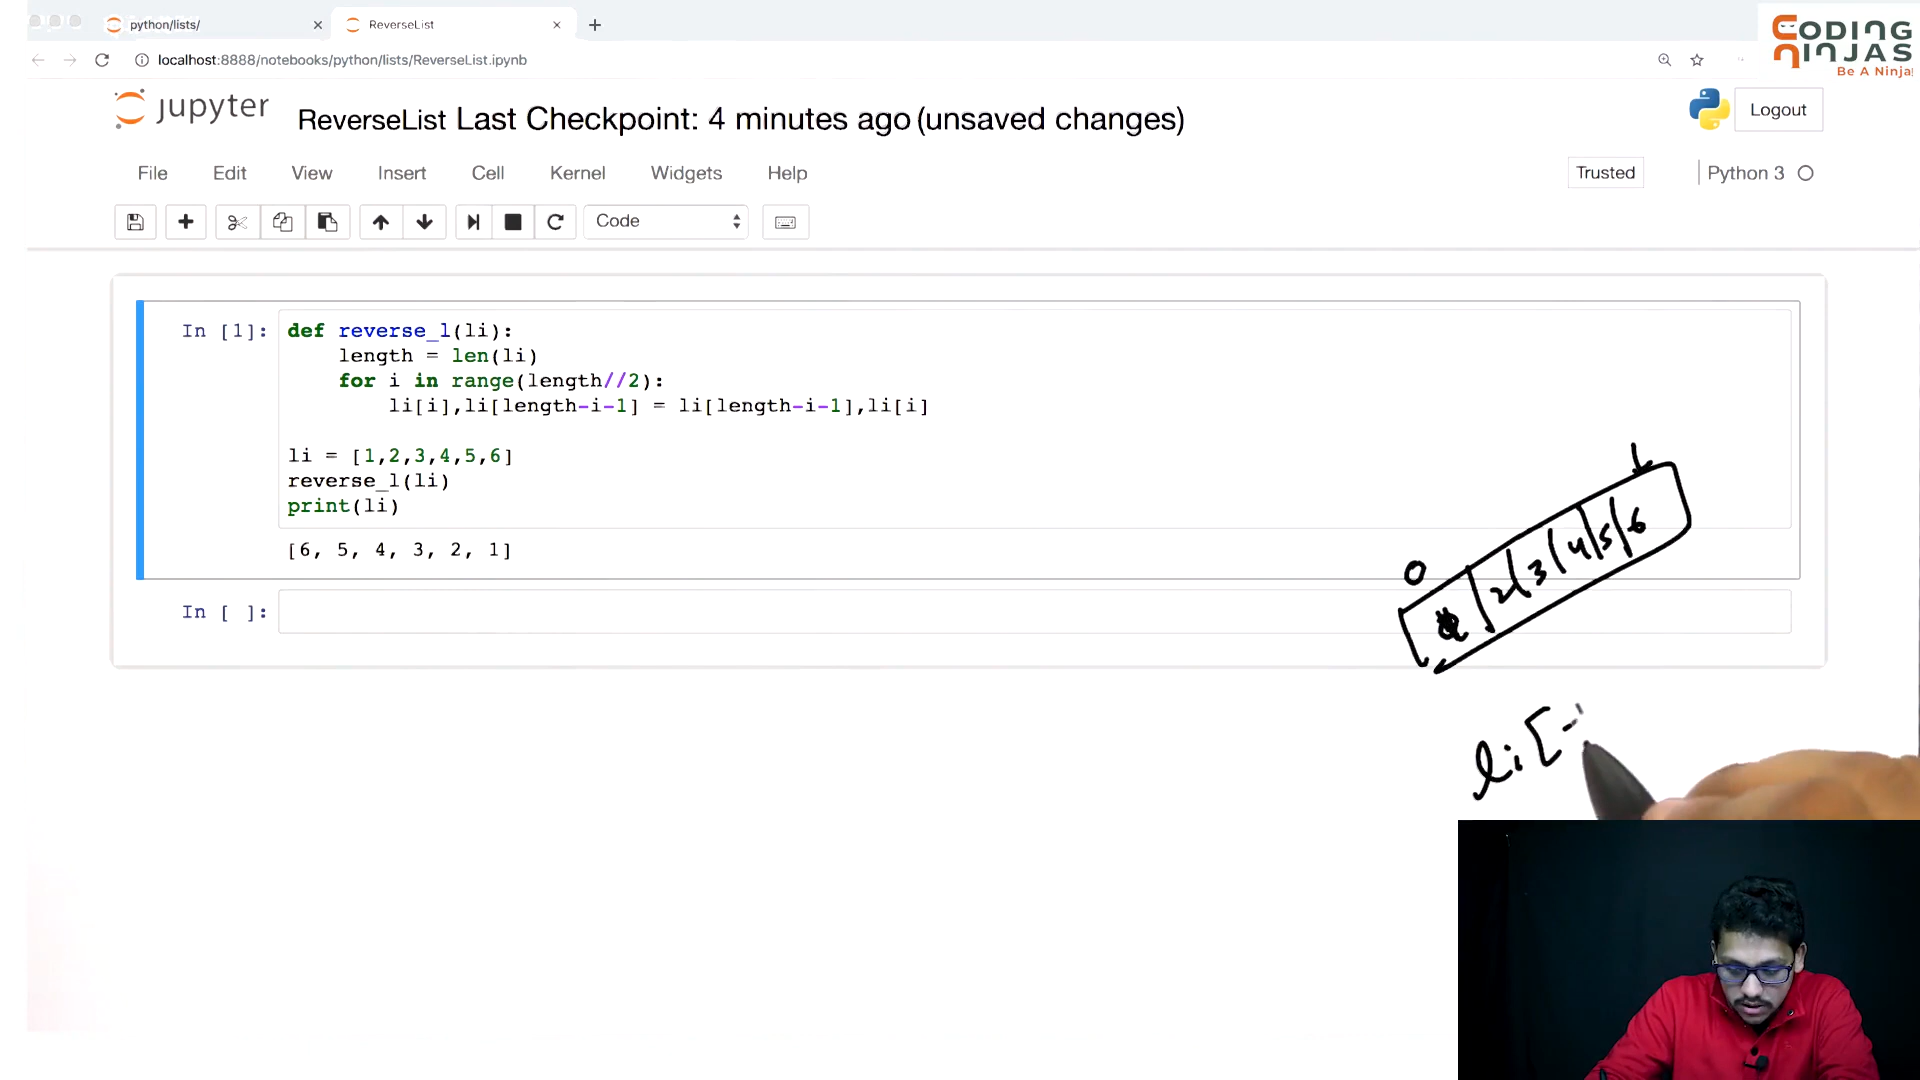 python/lists/
ReverseList
CODING NINJAS
Be A Ninja!
localhost:8888/notebooks/python/lists/ReverseList.ipynb
jupyter
ReverseList Last Checkpoint: 4 minutes ago (unsaved changes)
Logout
File Edit View Insert Cell Kernel Widgets Help
Trusted
Python 3
Code
In [1]:
def reverse_l(li):
    length = len(li)
    for i in range(length//2):
        li[i],li[length-i-1] = li[length-i-1],li[i]
li = [1,2,3,4,5,6]
reverse_l(li)
print(li)
[6, 5, 4, 3, 2, 1]
In [ ]:
0
2 3 4 5 6
li[-